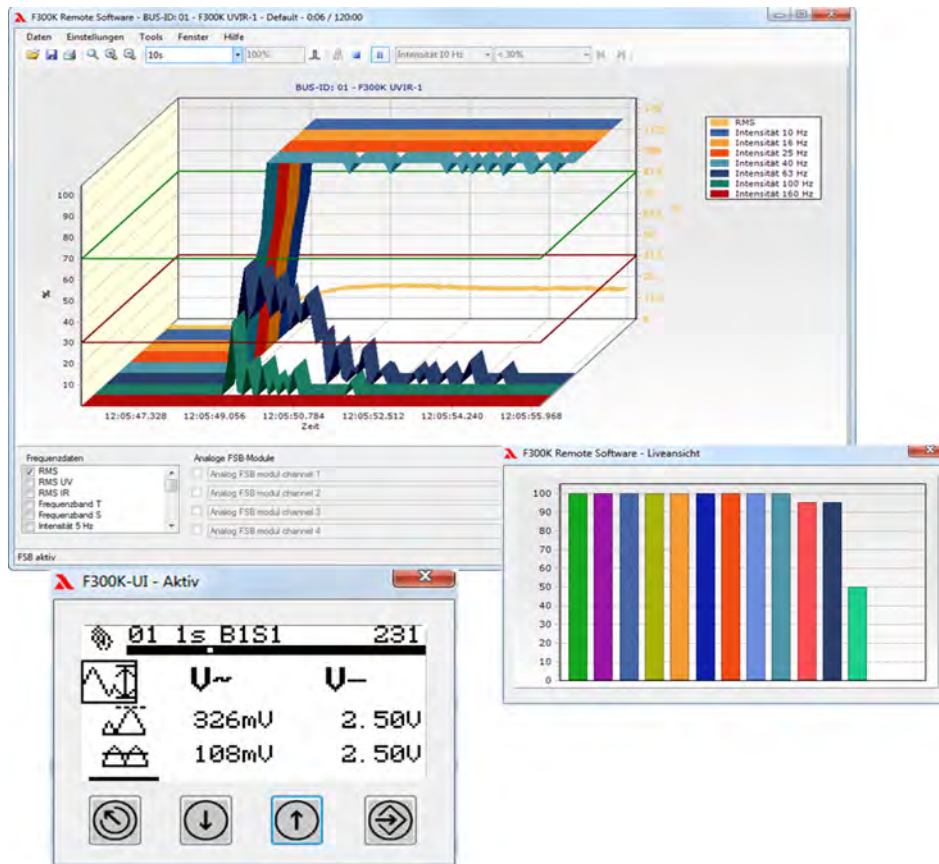 F300K Remote Software - BUS-ID: 01 - F300K UVIR-1 - Default - 0:06 / 120:00
Daten Einstellungen Tools Fenster Hilfe
10s 100% Intensität 10 Hz <30%
BUS-ID: 01 - F300K UVIR-1
RMS
Intensität 10 Hz
Intensität 16 Hz
Intensität 25 Hz
Intensität 40 Hz
Intensität 63 Hz
Intensität 100 Hz
Intensität 160 Hz
100
90
80
70
60
50
40
30
20
10
%
12:05:47.328 12:05:49.056 12:05:50.784 12:05:52.512 12:05:54.240 12:05:55.968
Zeit
Frequenzdaten
RMS
RMS UV
RMS IR
Frequenzband T
Frequenzband S
Intensität 5 Hz
Analoge FSB-Module
Analog FSB modul channel 1
Analog FSB modul channel 2
Analog FSB modul channel 3
Analog FSB modul channel 4
FSB aktiv
F300K Remote Software - Liveansicht
100
90
80
70
60
50
40
30
20
10
0
F300K-UI - Aktiv
01 1s B1S1 231
V~ V–
326mV 2.50V
108mV 2.50V